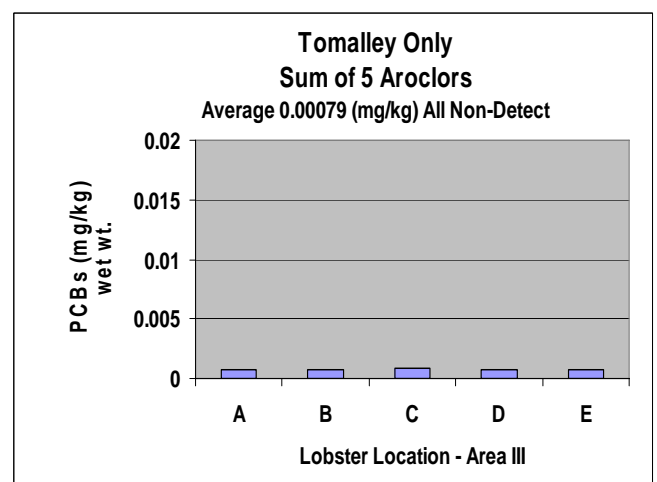 Tomalley Only
Sum of 5 Aroclors
Average 0.00079 (mg/kg) All Non-Detect
PCBs (mg/kg)
wet wt.
0.02
0.015
0.01
0.005
0
A B C D E
Lobster Location - Area III